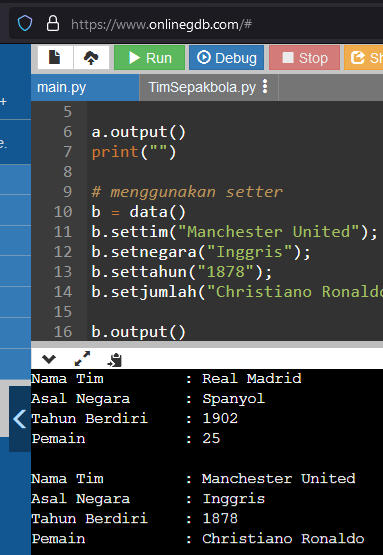 https://www.onlinegdb.com/#
Run Debug Stop Sh
main.py TimSepakbola.py
+
e.
5
6 a.output()
7 print("")
8
9 # menggunakan setter
10 b = data()
11 b.settim("Manchester United");
12 b.setnegara("Inggris");
13 b.settahun("1878");
14 b.setjumlah("Christiano Ronaldo
15
16 b.output()
Nama Tim : Real Madrid
Asal Negara : Spanyol
Tahun Berdiri : 1902
Pemain : 25
Nama Tim : Manchester United
Asal Negara : Inggris
Tahun Berdiri : 1878
Pemain : Christiano Ronaldo